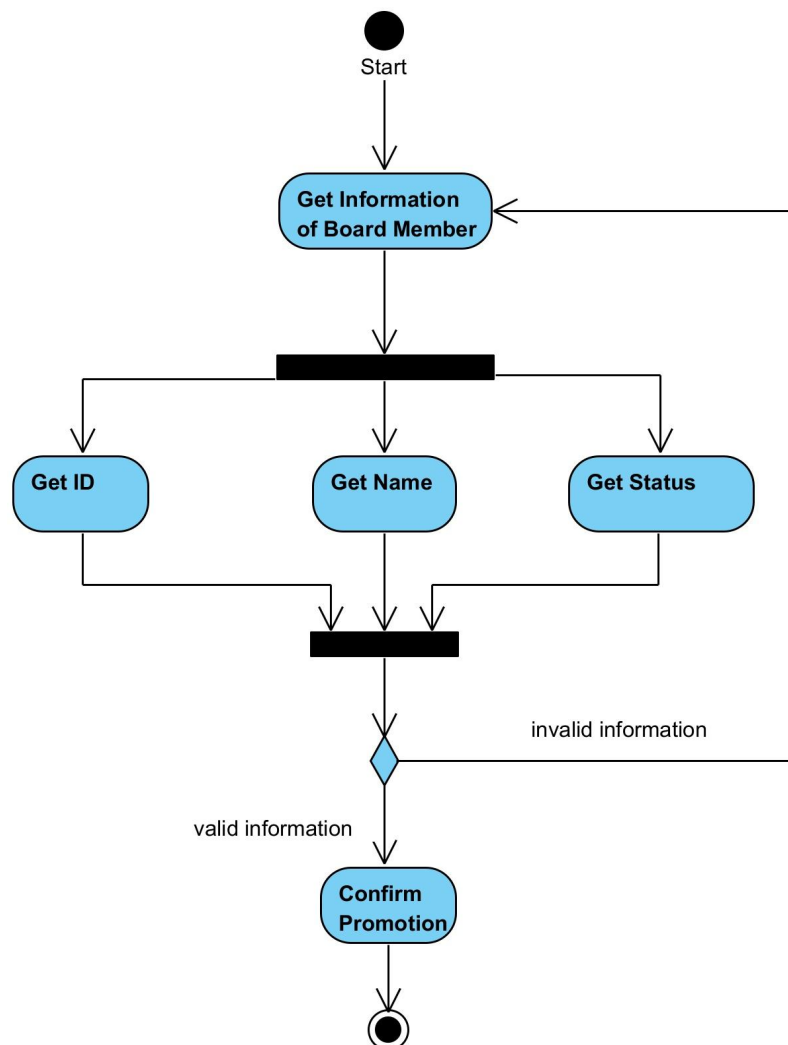 Start
Get Information
of Board Member
Get ID
Get Name
Get Status
invalid information
valid information
Confirm
Promotion